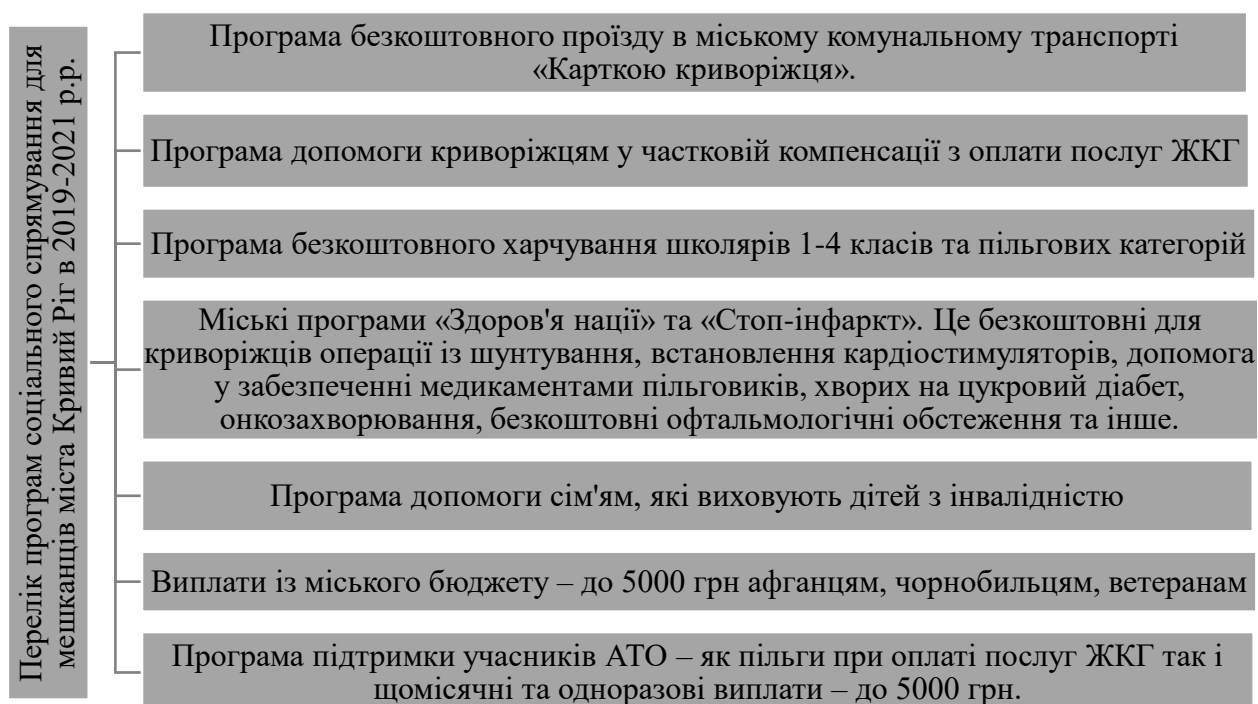 Перелік програм соціального спрямування для
мешканців міста Кривий Ріг в 2019-2021 р.р.
Програма безкоштовного проїзду в міському комунальному транспорті
«Карткою криворіжця».
Програма допомоги криворіжцям у частковій компенсації з оплати послуг ЖКГ
Програма безкоштовного харчування школярів 1-4 класів та пільгових категорій
Міські програми «Здоров'я нації» та «Стоп-інфаркт». Це безкоштовні для
криворіжців операції із шунтування, встановлення кардіостимуляторів, допомога
у забезпеченні медикаментами пільговиків, хворих на цукровий діабет,
онкозахворювання, безкоштовні офтальмологічні обстеження та інше.
Програма допомоги сім'ям, які виховують дітей з інвалідністю
Виплати із міського бюджету – до 5000 грн афганцям, чорнобильцям, ветеранам
Програма підтримки учасників АТО – як пільги при оплаті послуг ЖКГ так і
щомісячні та одноразові виплати – до 5000 грн.